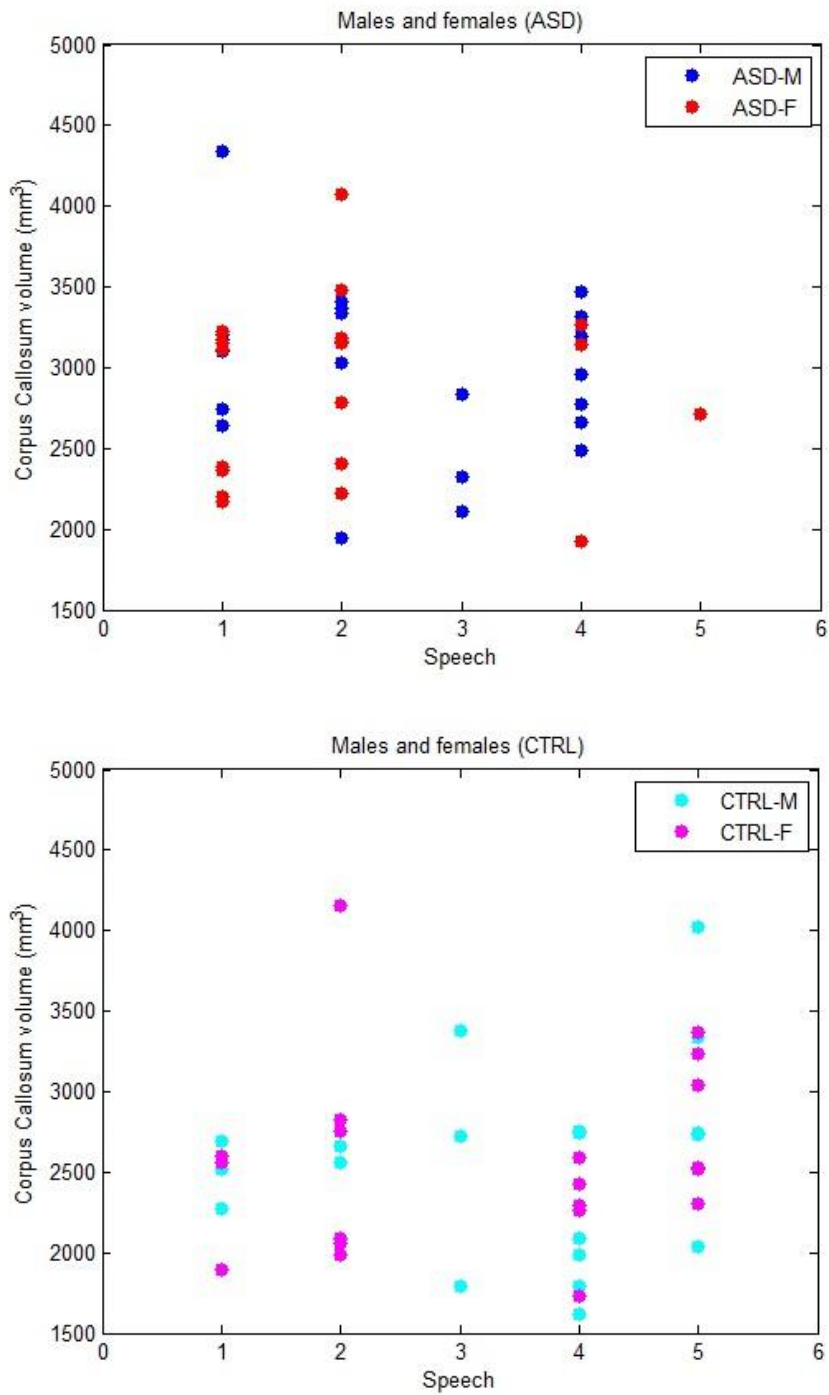 Males and females (ASD)
5000
4500
4000
3500
3000
2500
2000
1500
Corpus Callosum volume (mm³)
ASD-M
ASD-F
0 1 2 3 4 5 6
Speech
Males and females (CTRL)
5000
4500
4000
3500
3000
2500
2000
1500
Corpus Callosum volume (mm³)
CTRL-M
CTRL-F
0 1 2 3 4 5 6
Speech